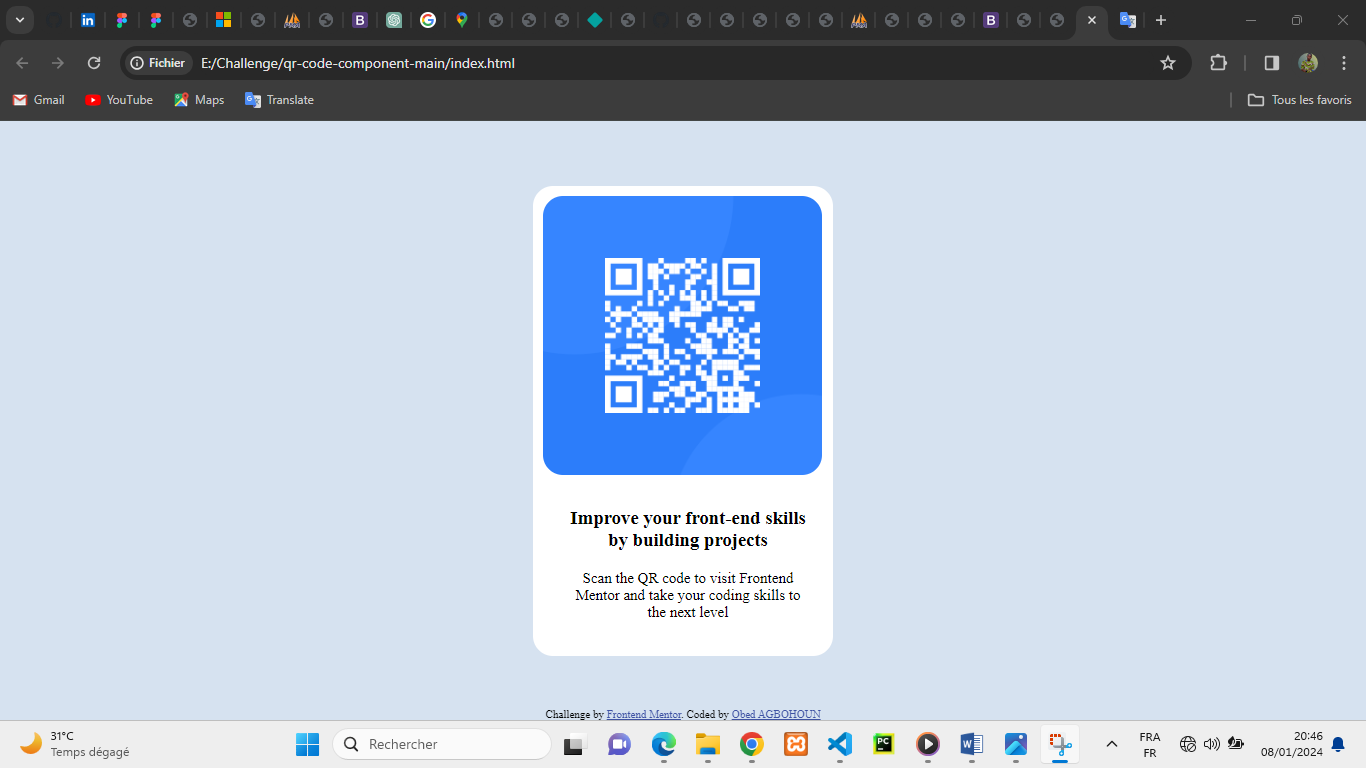 Fichier
E:/Challenge/qr-code-component-main/index.html
Gmail
YouTube
Maps
Translate
Tous les favoris
Improve your front-end skills
by building projects
Scan the QR code to visit Frontend
Mentor and take your coding skills to
the next level
Challenge by Frontend Mentor. Coded by Obed AGBOHOUN
31°C
Temps dégagé
Rechercher
FRA
FR
20:46
08/01/2024